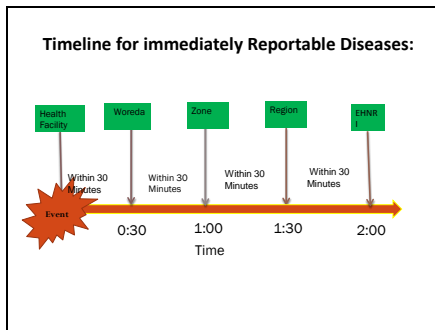 Timeline for immediately Reportable Diseases:
Health
Facility
Woreda
Zone
Region
EHNR
I
Within 30
Minutes
Within 30
Minutes
Within 30
Minutes
Within 30
Minutes
Event
0:30
1:00
1:30
2:00
Time